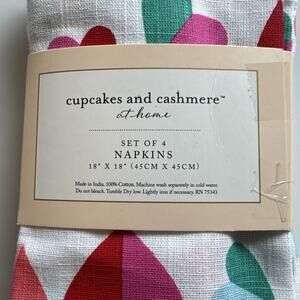 cupcakes and cashmere™
at home
SET OF 4
NAPKINS
18" X 18" (45CM X 45CM)
Made in India. 100% Cotton. Machine wash separately in cold water.
Do not bleach. Tumble Dry low. Lightly iron if necessary. RN 75343